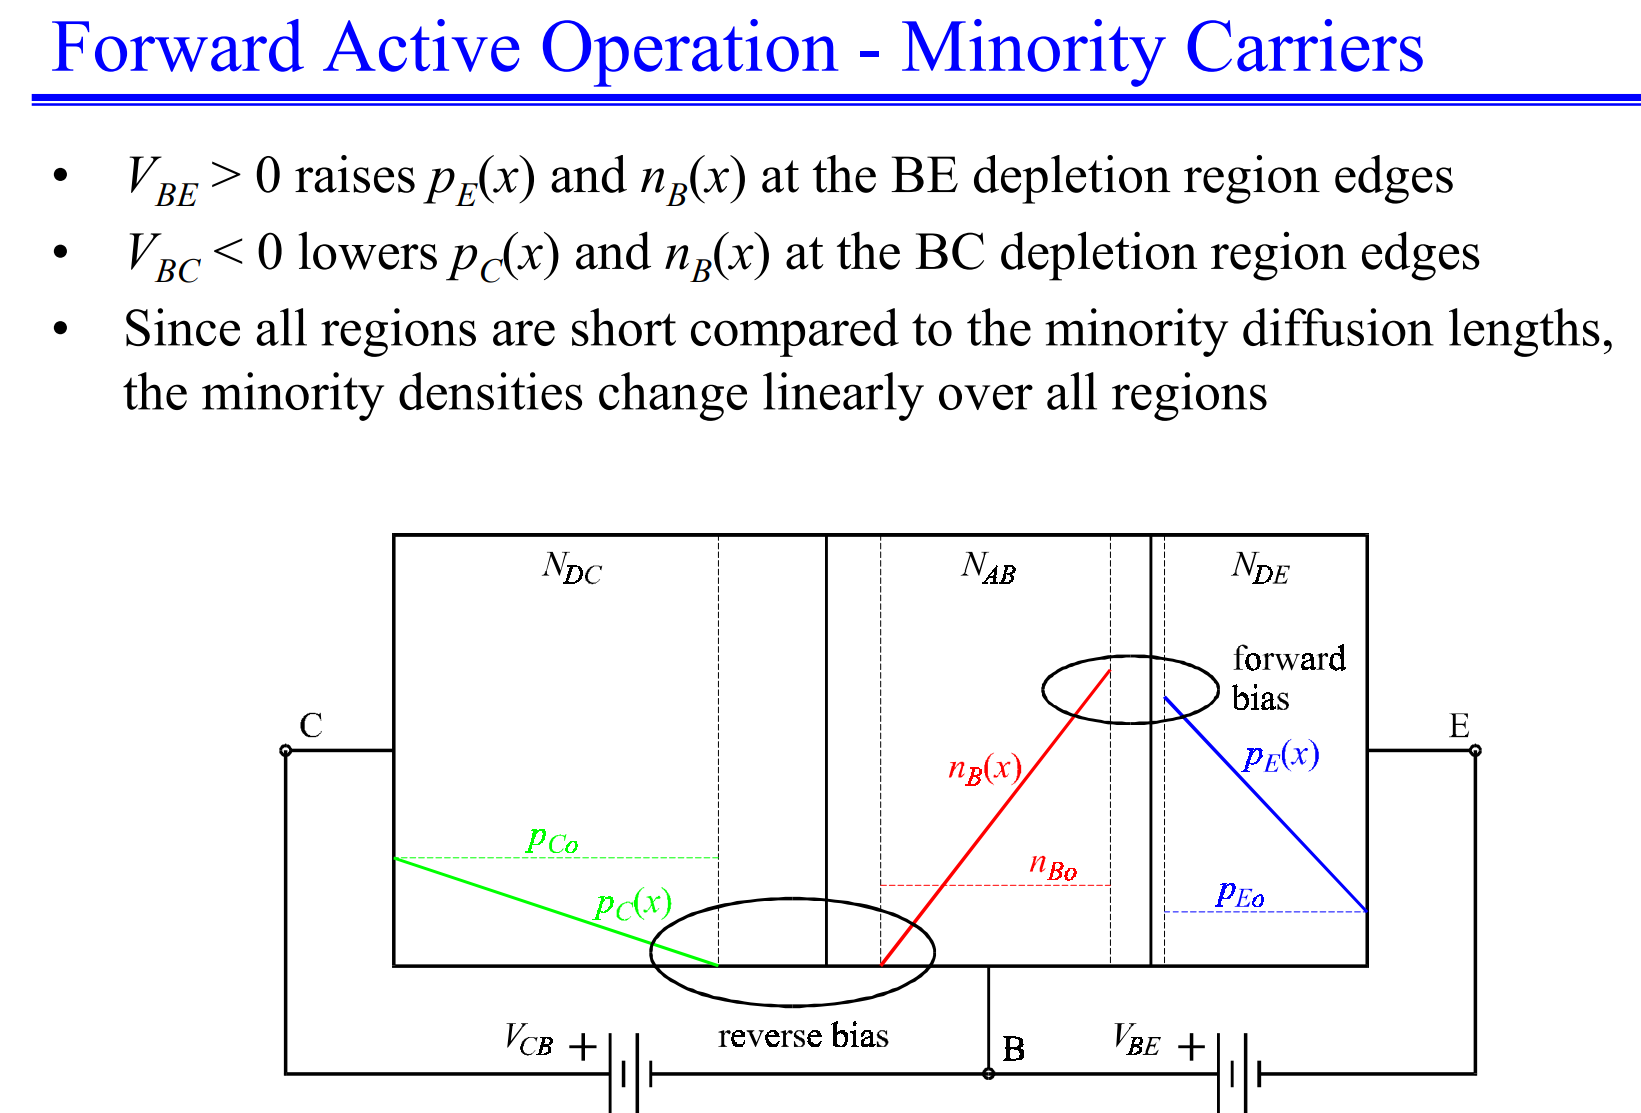 Forward Active Operation - Minority Carriers
• V_BE > 0 raises p_E(x) and n_B(x) at the BE depletion region edges
• V_BC < 0 lowers p_C(x) and n_B(x) at the BC depletion region edges
• Since all regions are short compared to the minority diffusion lengths,
the minority densities change linearly over all regions
N_DC
N_AB
N_DE
forward
bias
C
E
n_B(x)
p_E(x)
p_Co
n_Bo
p_Eo
p_C(x)
V_CB +
reverse bias
B
V_BE +